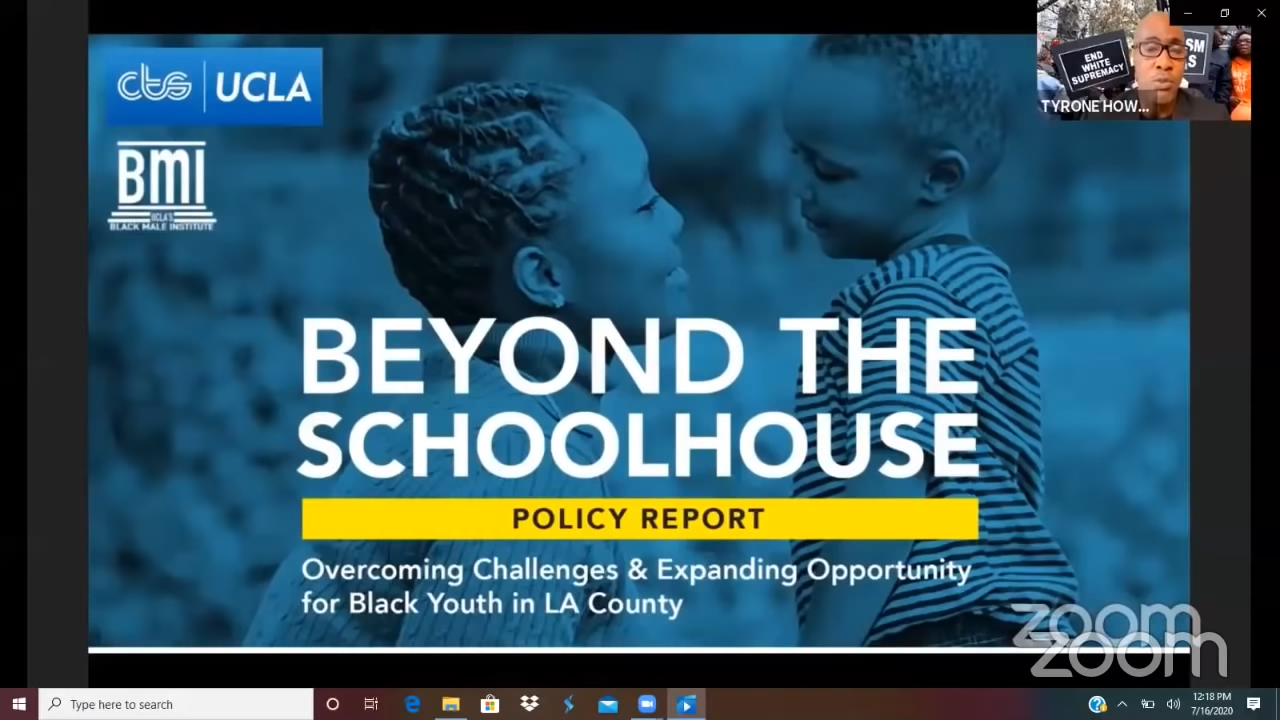 cts UCLA
BMI
UCLA'S
BLACK MALE INSTITUTE
END
WHITE
SUPREMACY
SM
S
TYRONE HOW...
BEYOND THE
SCHOOLHOUSE
POLICY REPORT
Overcoming Challenges & Expanding Opportunity
for Black Youth in LA County
zoom
zoom
Type here to search
12:18 PM
7/16/2020